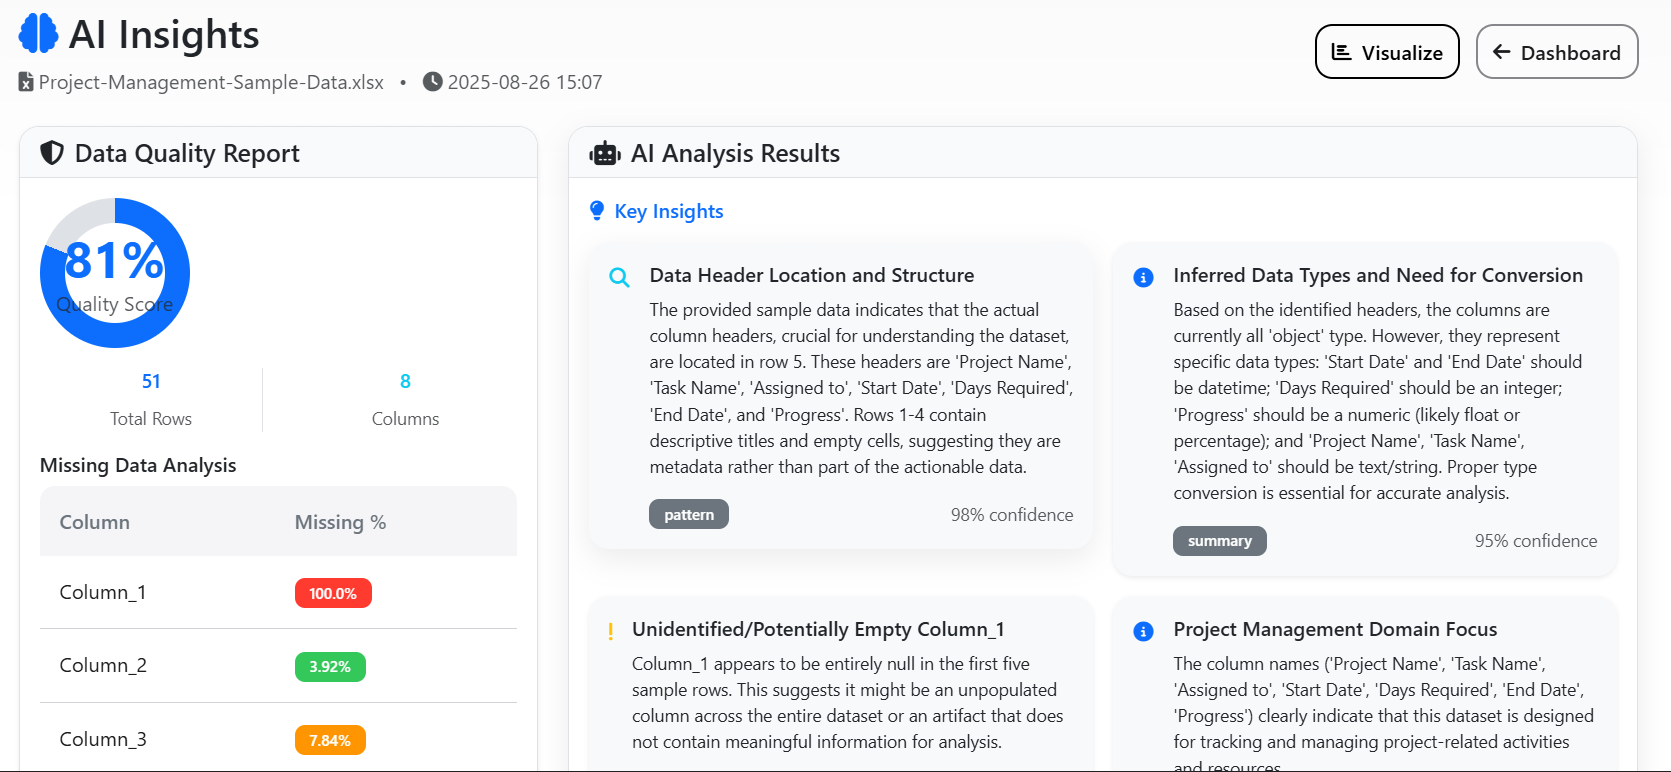 AI Insights
Project-Management-Sample-Data.xlsx • 2025-08-26 15:07
Visualize
Dashboard
Data Quality Report
81%
Quality Score
51
Total Rows
8
Columns
Missing Data Analysis
Column Missing %
Column_1 100.0%
Column_2 3.92%
Column_3 7.84%
AI Analysis Results
Key Insights
Data Header Location and Structure
The provided sample data indicates that the actual
column headers, crucial for understanding the dataset,
are located in row 5. These headers are 'Project Name',
'Task Name', 'Assigned to', 'Start Date', 'Days Required',
'End Date', and 'Progress'. Rows 1-4 contain
descriptive titles and empty cells, suggesting they are
metadata rather than part of the actionable data.
pattern
98% confidence
Inferred Data Types and Need for Conversion
Based on the identified headers, the columns are
currently all 'object' type. However, they represent
specific data types: 'Start Date' and 'End Date' should
be datetime; 'Days Required' should be an integer;
'Progress' should be a numeric (likely float or
percentage); and 'Project Name', 'Task Name',
'Assigned to' should be text/string. Proper type
conversion is essential for accurate analysis.
summary
95% confidence
Unidentified/Potentially Empty Column_1
Column_1 appears to be entirely null in the first five
sample rows. This suggests it might be an unpopulated
column across the entire dataset or an artifact that does
not contain meaningful information for analysis.
Project Management Domain Focus
The column names ('Project Name', 'Task Name',
'Assigned to', 'Start Date', 'Days Required', 'End Date',
'Progress') clearly indicate that this dataset is designed
for tracking and managing project-related activities
and resources.